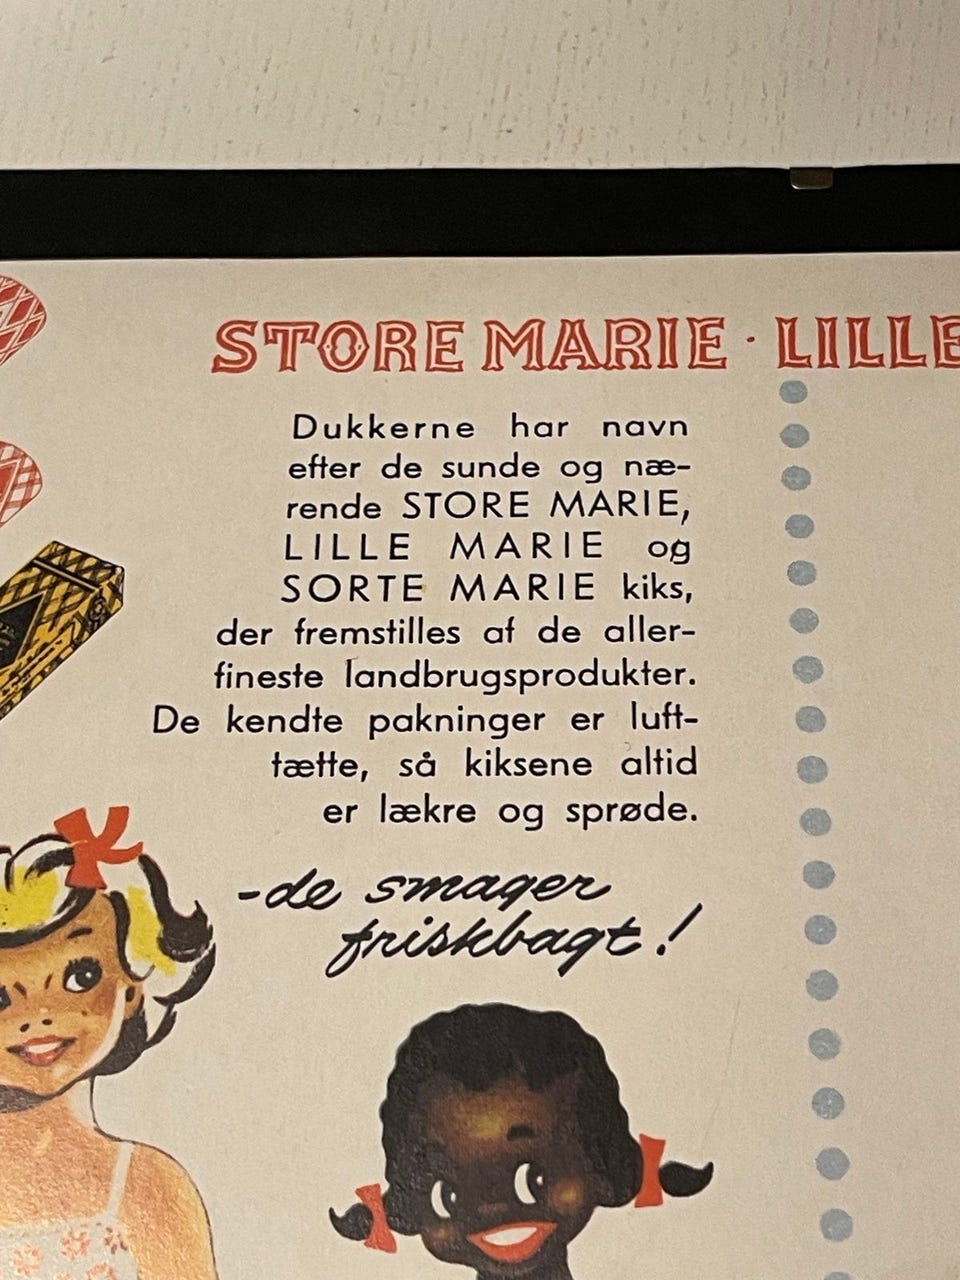 STORE MARIE · LILLE
Dukkerne har navn
efter de sunde og næ-
rende STORE MARIE,
LILLE MARIE og
SORTE MARIE kiks,
der fremstilles af de aller-
fineste landbrugsprodukter.
De kendte pakninger er luft-
tætte, så kiksene altid
er lækre og sprøde.
-de smager
friskbagt!